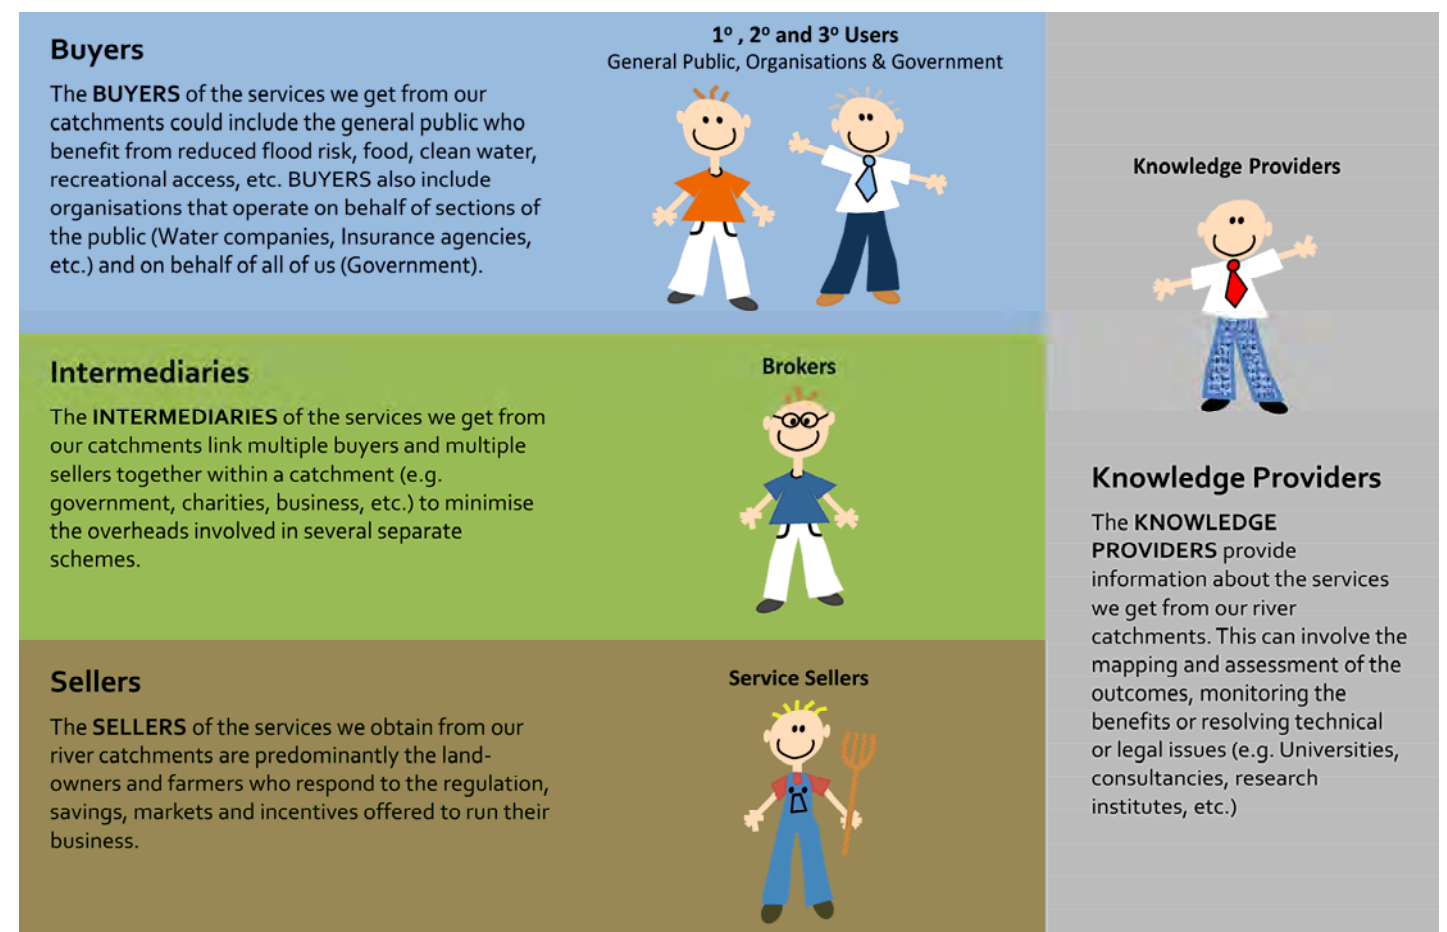 Buyers
The BUYERS of the services we get from our
catchments could include the general public who
benefit from reduced flood risk, food, clean water,
recreational access, etc. BUYERS also include
organisations that operate on behalf of sections of
the public (Water companies, Insurance agencies,
etc.) and on behalf of all of us (Government).
1º , 2º and 3º Users
General Public, Organisations & Government
Intermediaries
The INTERMEDIARIES of the services we get from
our catchments link multiple buyers and multiple
sellers together within a catchment (e.g.
government, charities, business, etc.) to minimise
the overheads involved in several separate
schemes.
Brokers
Sellers
The SELLERS of the services we obtain from our
river catchments are predominantly the land-
owners and farmers who respond to the regulation,
savings, markets and incentives offered to run their
business.
Service Sellers
Knowledge Providers
Knowledge Providers
The KNOWLEDGE
PROVIDERS provide
information about the services
we get from our river
catchments. This can involve the
mapping and assessment of the
outcomes, monitoring the
benefits or resolving technical
or legal issues (e.g. Universities,
consultancies, research
institutes, etc.)